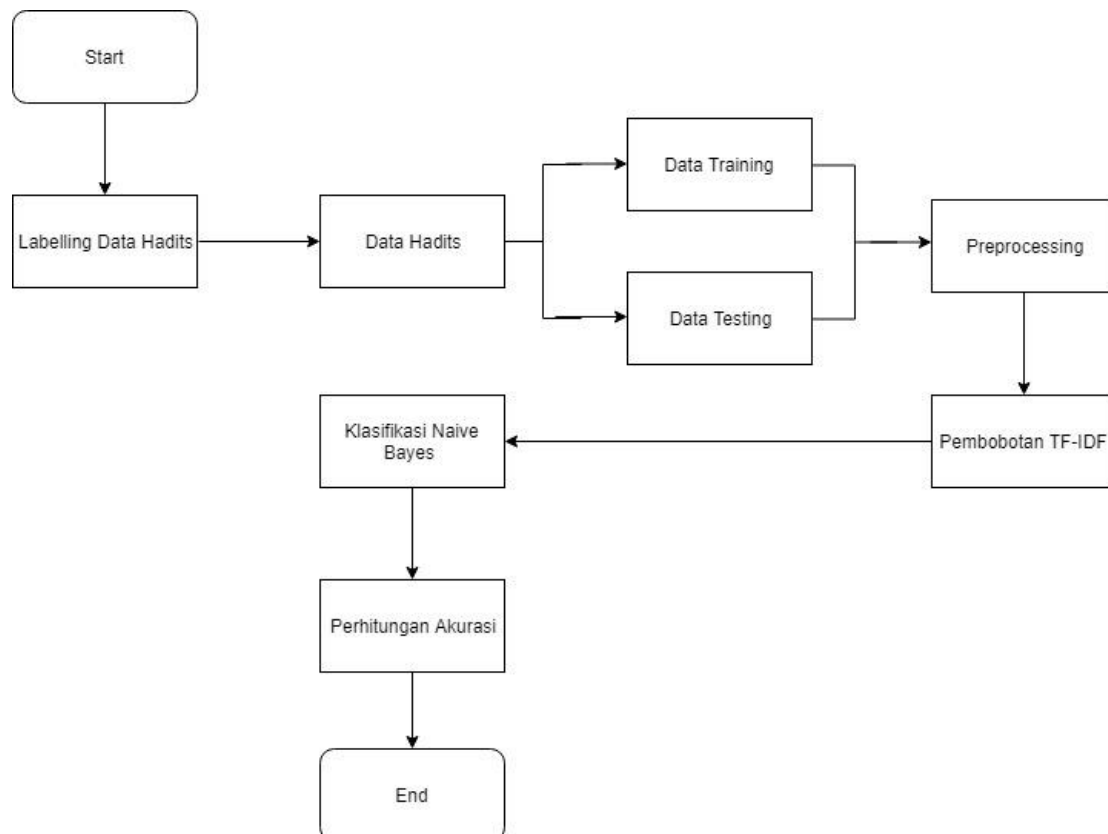 Start
Labelling Data Hadits
Data Hadits
Data Training
Data Testing
Preprocessing
Pembobotan TF-IDF
Klasifikasi Naive
Bayes
Perhitungan Akurasi
End